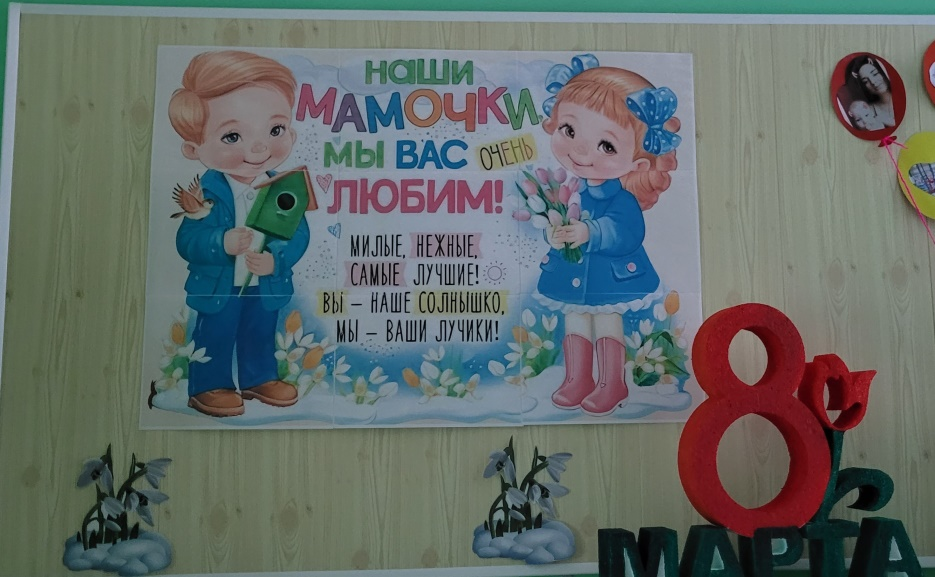 НАШИ
МАМОЧКИ,
МЫ ВАС ОЧЕНЬ
ЛЮБИМ!
МИЛЫЕ, НЕЖНЫЕ,
САМЫЕ ЛУЧШИЕ!
ВЫ – НАШЕ СОЛНЫШКО,
МЫ – ВАШИ ЛУЧИКИ!
8
МАРТА